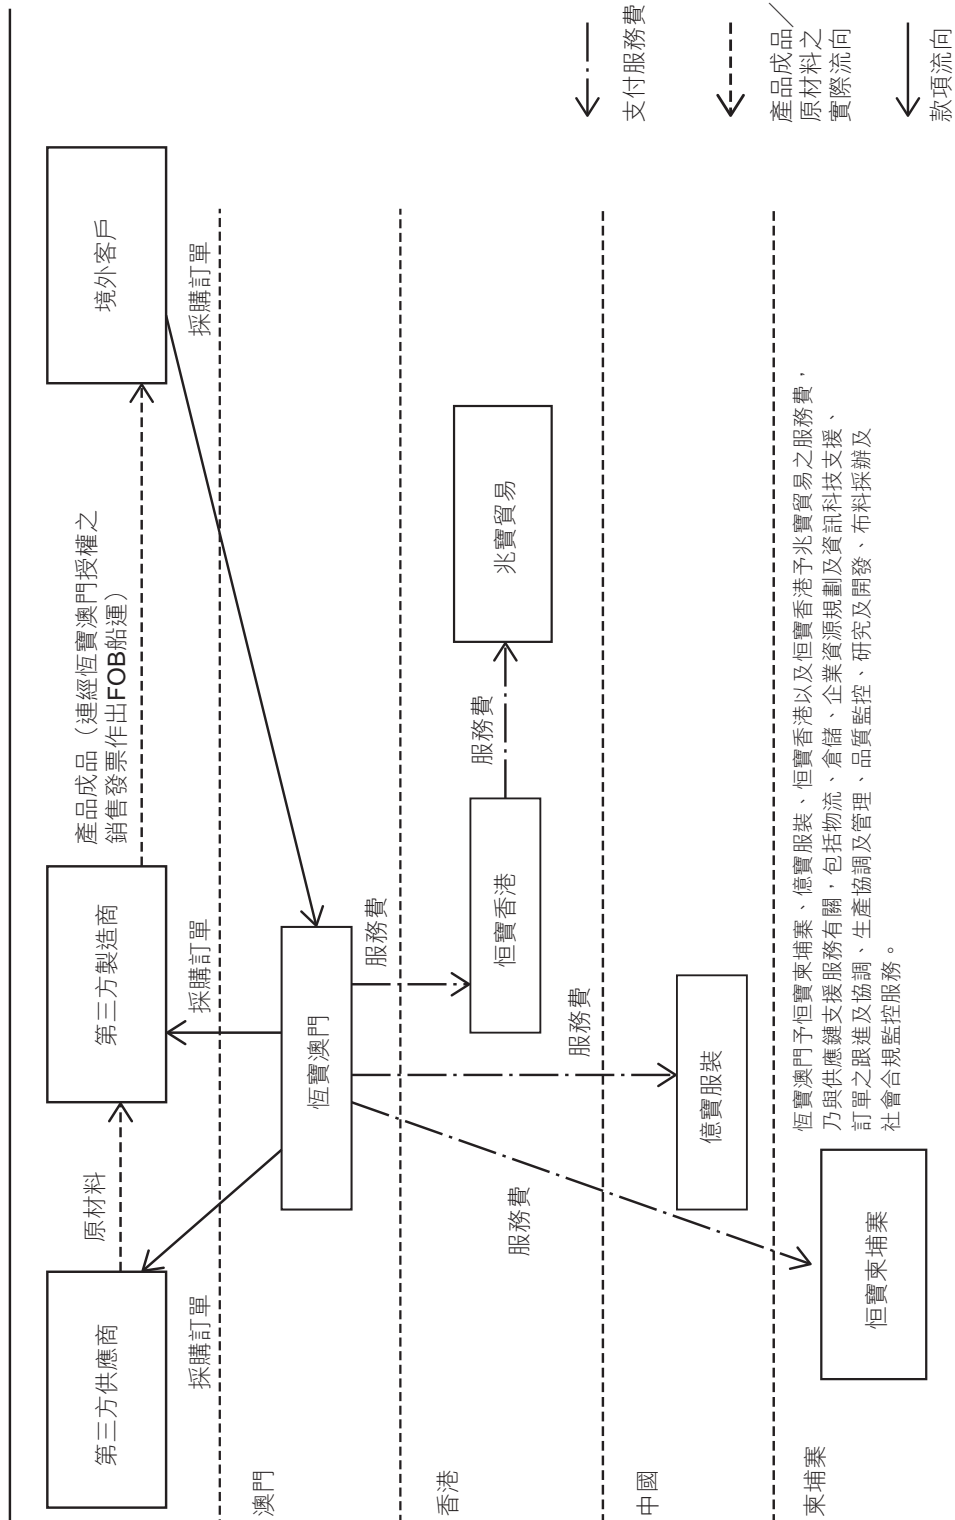 第三方供應商
原材料
第三方製造商
產品成品（連經恆寶澳門授權之
銷售發票作出FOB船運）
境外客戶
採購訂單
採購訂單
採購訂單
澳門
恆寶澳門
服務費
香港
服務費
恒寶香港
服務費
兆寶貿易
服務費
中國
億寶服裝
柬埔寨
恒寶柬埔寨
恆寶澳門予恒寶柬埔寨、億寶服裝、恒寶香港以及恒寶香港予兆寶貿易之服務費，
乃與供應鏈支援服務有關，包括物流、倉儲、企業資源規劃及資訊科技支援、
訂單之跟進及協調、生產協調及管理、品質監控、研究及開發、布料採辦及
社會合規監控服務。
支付服務費
產品成品／
原材料之
實際流向
款項流向